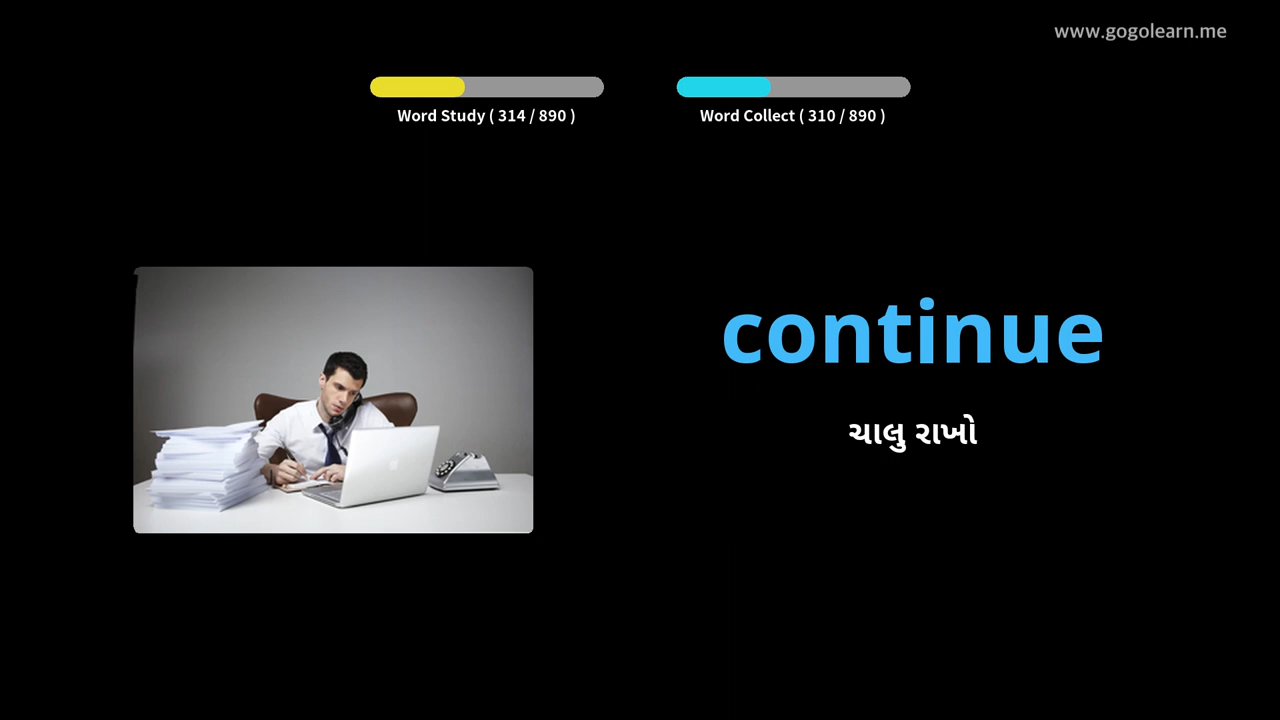 www.gogolearn.me
Word Study ( 314 / 890 )
Word Collect ( 310 / 890 )
continue
ચાલુ રાખો